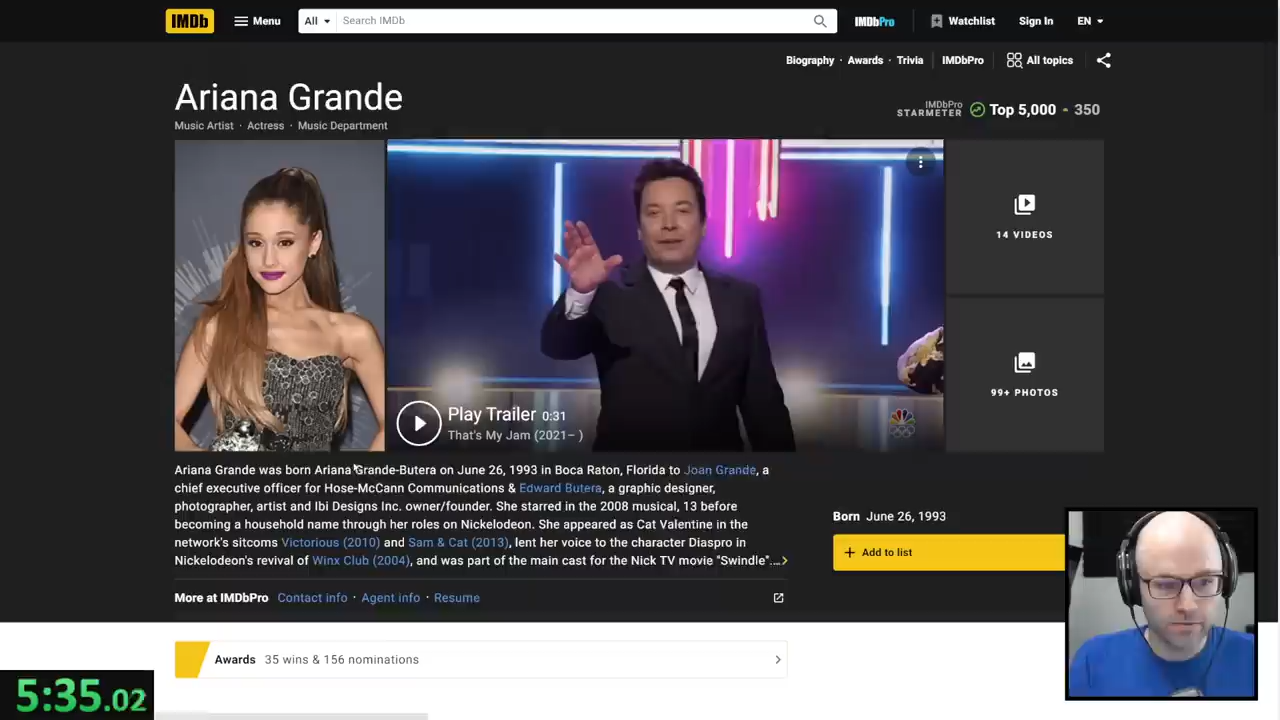 IMDb
Menu
All
Search IMDb
IMDbPro
Watchlist
Sign In
EN
Biography · Awards · Trivia
IMDbPro
All topics
Ariana Grande
Music Artist · Actress · Music Department
IMDbPro
STARMETER
Top 5,000
350
14 VIDEOS
99+ PHOTOS
Play Trailer 0:31
That's My Jam (2021– )
Ariana Grande was born Ariana Grande-Butera on June 26, 1993 in Boca Raton, Florida to Joan Grande, a
chief executive officer for Hose-McCann Communications & Edward Butera, a graphic designer,
photographer, artist and Ibi Designs Inc. owner/founder. She starred in the 2008 musical, 13 before
becoming a household name through her roles on Nickelodeon. She appeared as Cat Valentine in the
network's sitcoms Victorious (2010) and Sam & Cat (2013), lent her voice to the character Diaspro in
Nickelodeon's revival of Winx Club (2004), and was part of the main cast for the Nick TV movie "Swindle"....
Born June 26, 1993
+ Add to list
More at IMDbPro
Contact info · Agent info · Resume
Awards 35 wins & 156 nominations
5:35.02